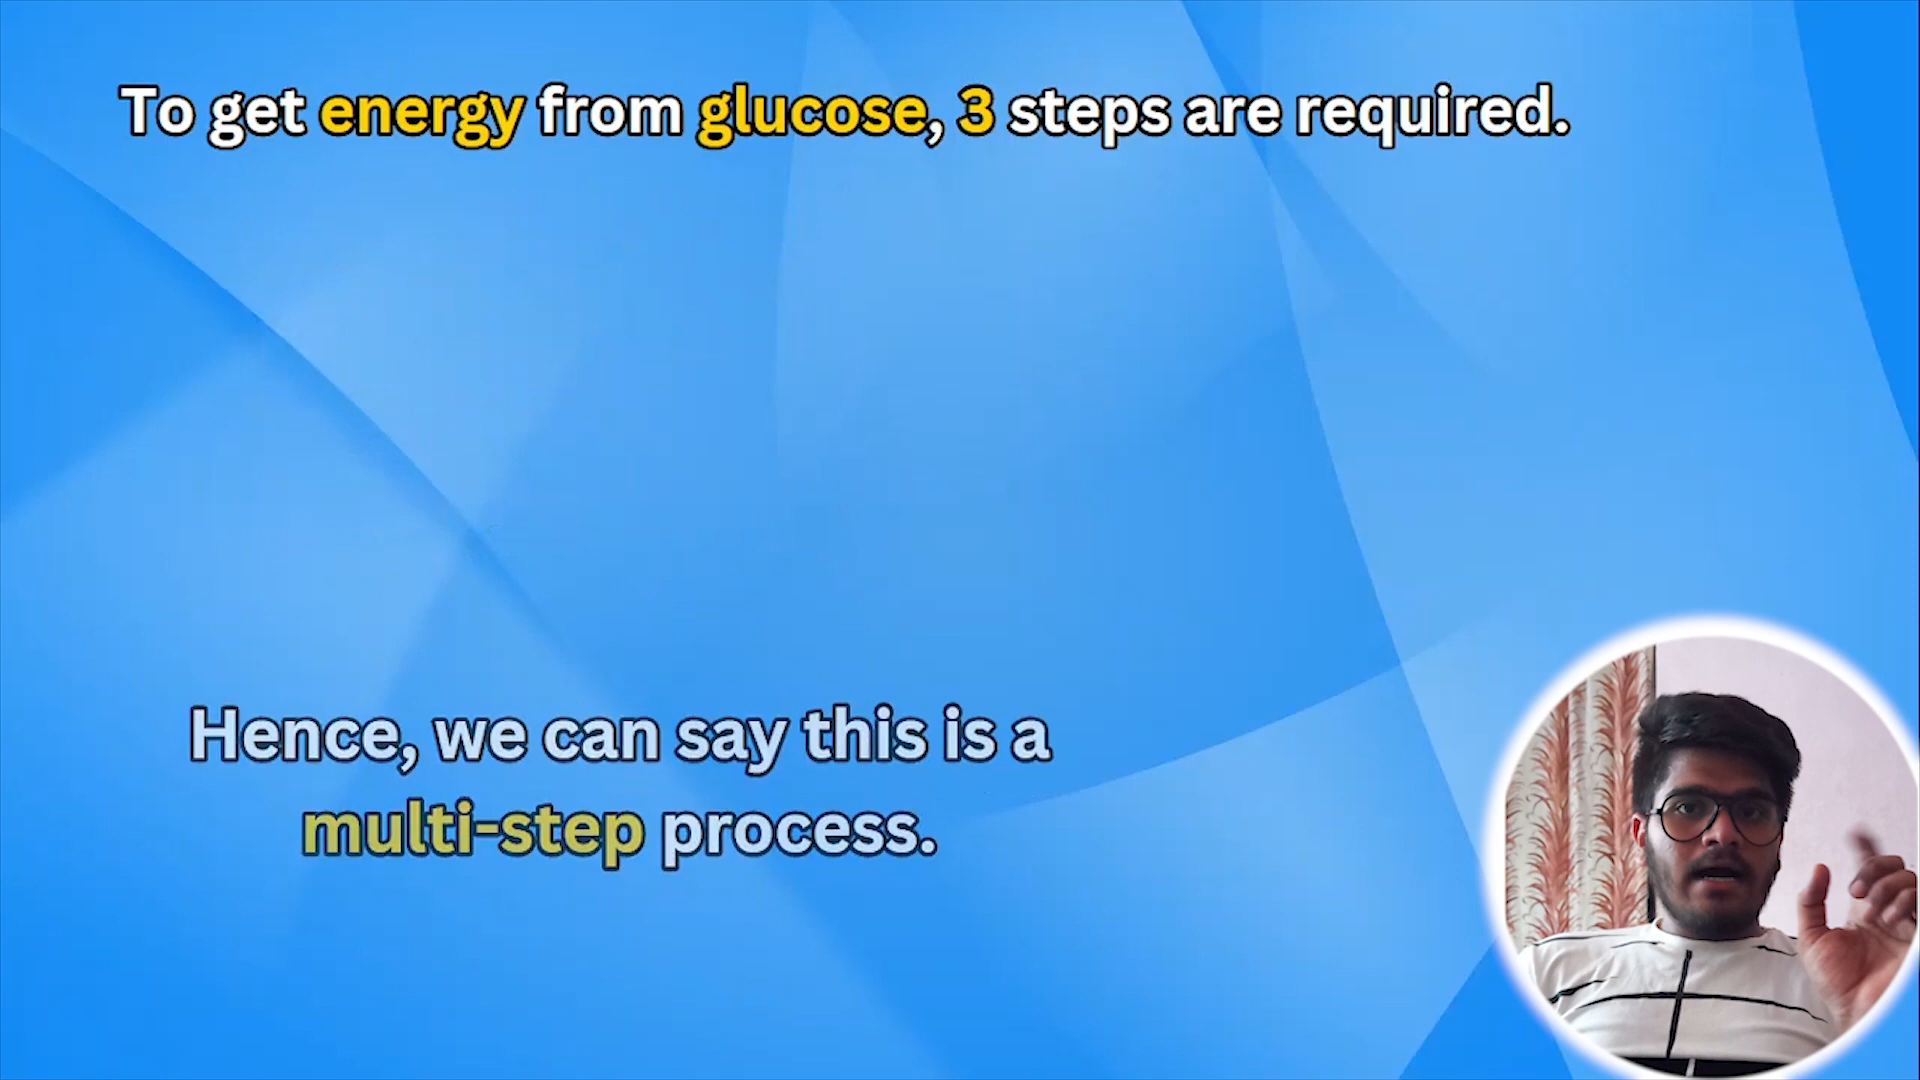 To get energy from glucose, 3 steps are required.
Hence, we can say this is a
multi-step process.